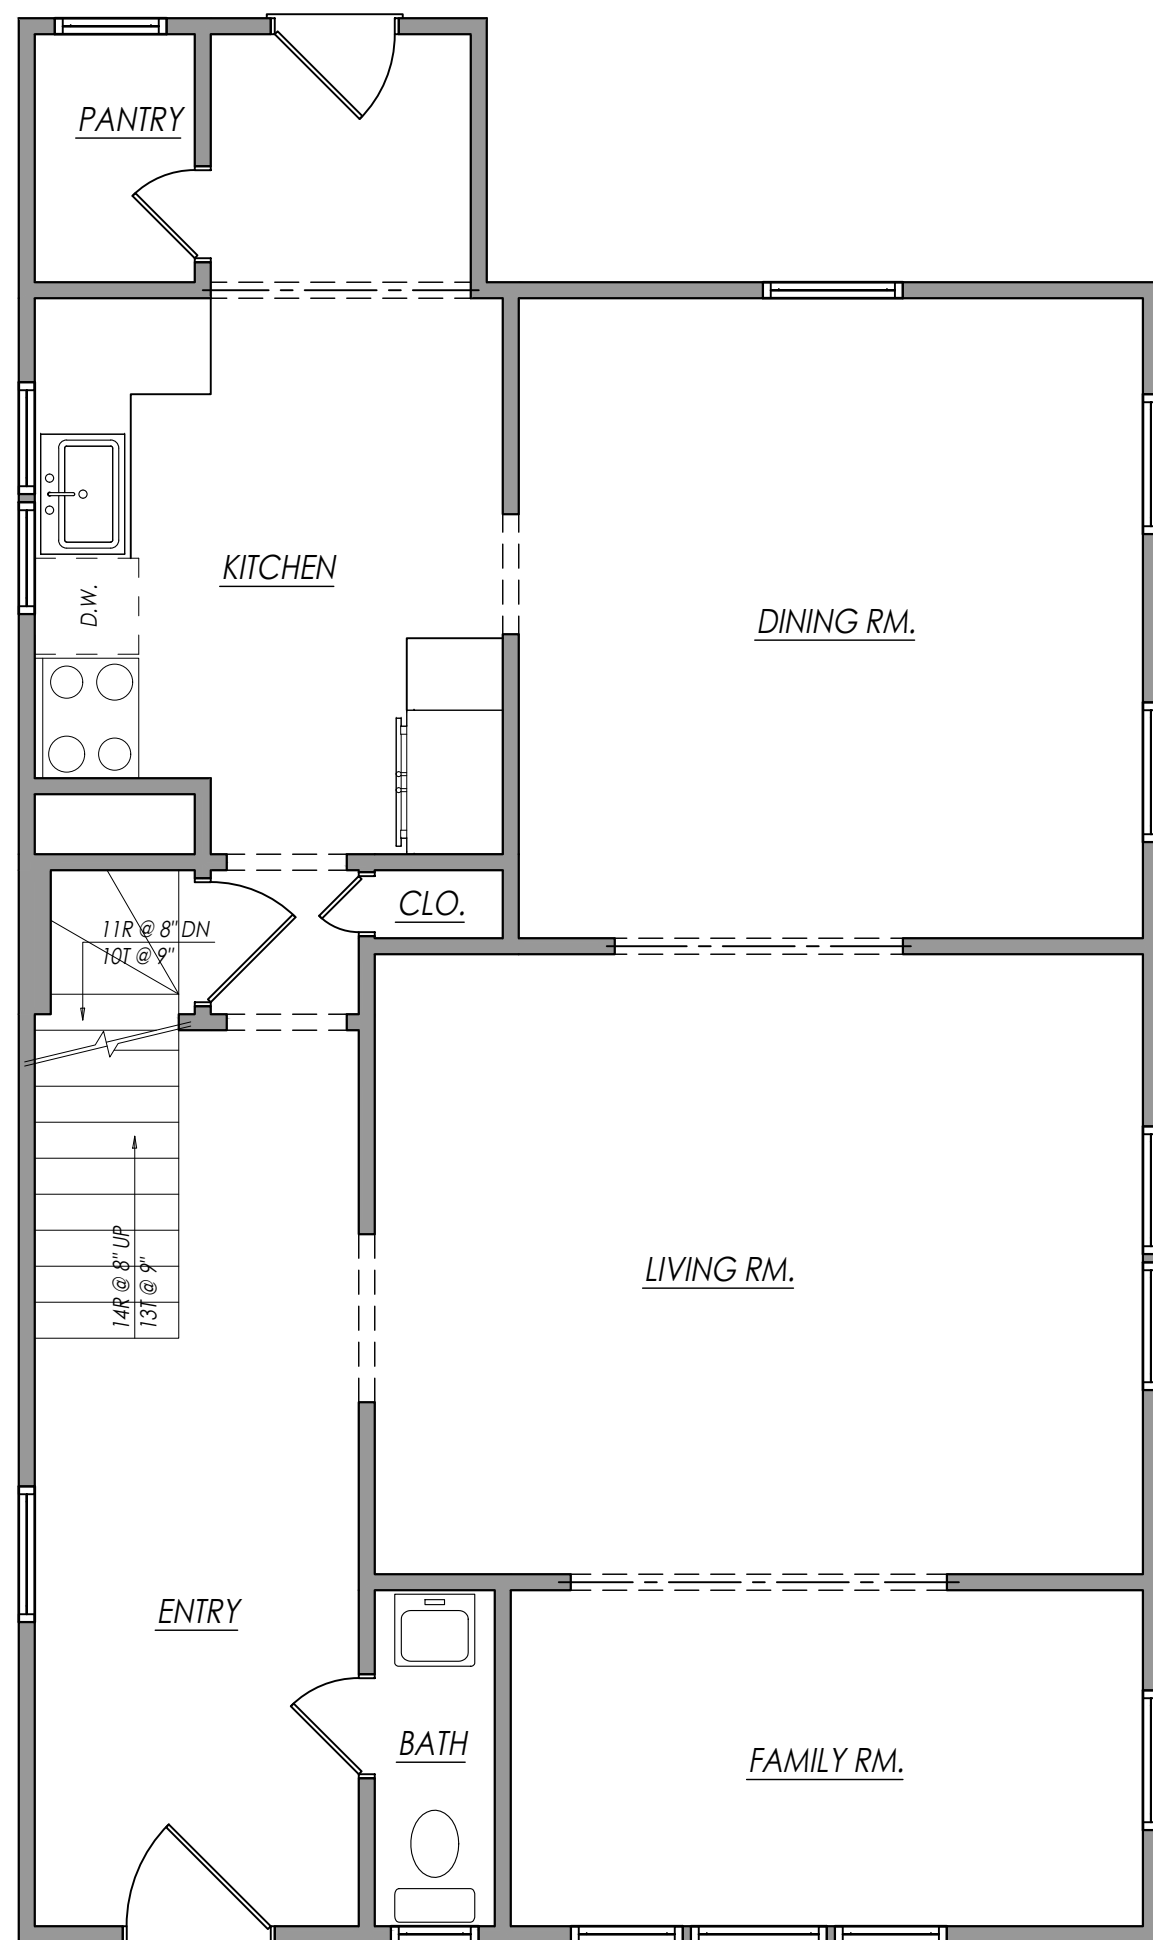 PANTRY
KITCHEN
D.W.
DINING RM.
CLO.
11R @ 8" DN
10T @ 9"
14R @ 8" UP
13T @ 9"
LIVING RM.
ENTRY
BATH
FAMILY RM.